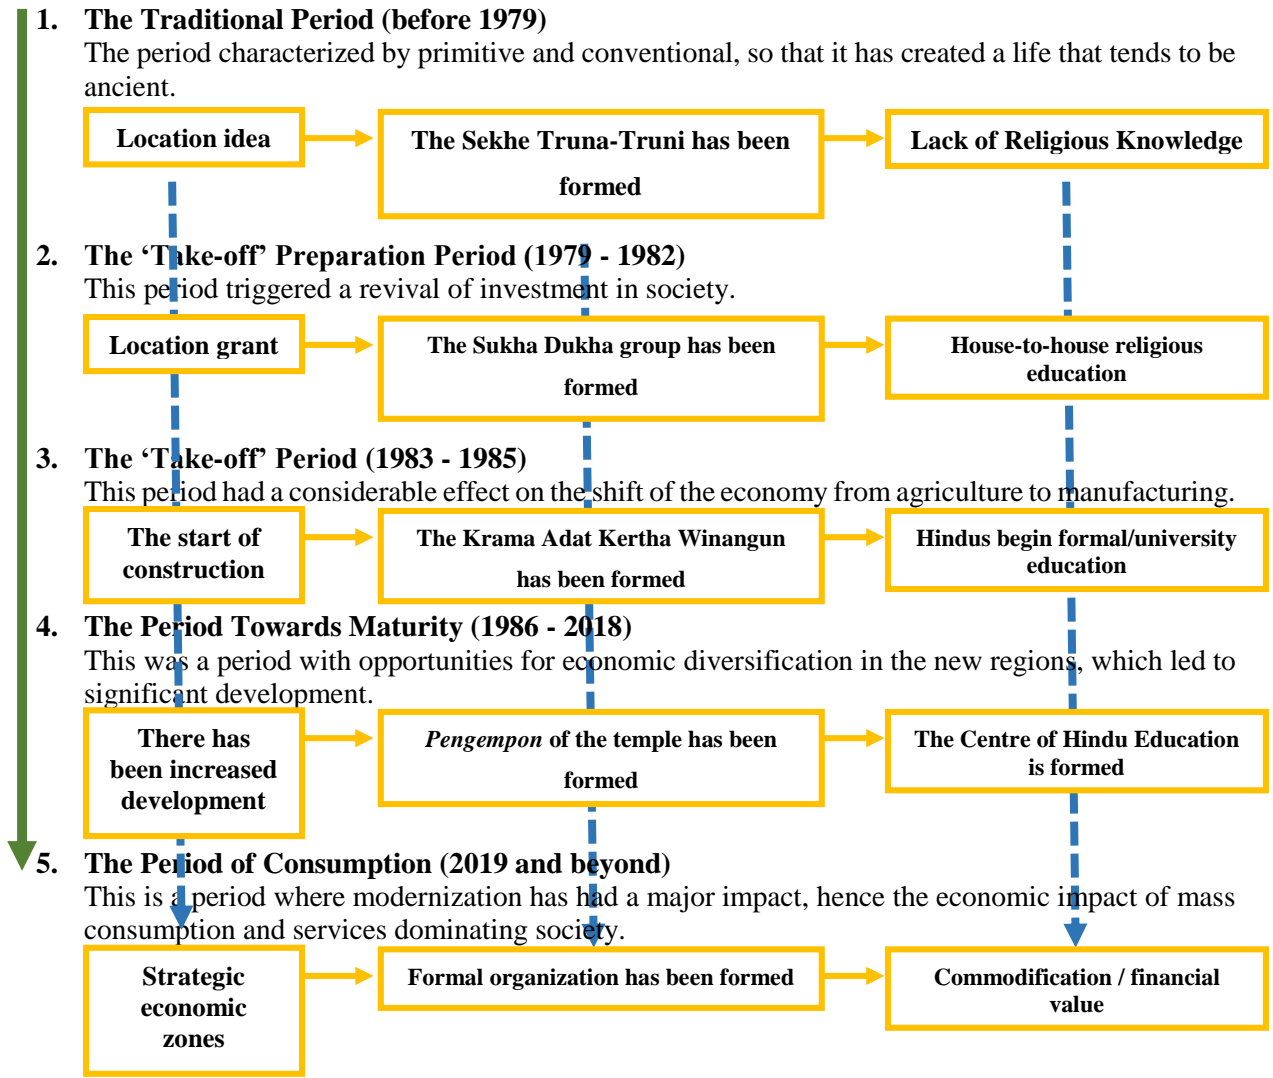 1. The Traditional Period (before 1979)
The period characterized by primitive and conventional, so that it has created a life that tends to be
ancient.
Location idea
The Sekhe Truna-Truni has been
formed
Lack of Religious Knowledge
2. The ‘Take-off’ Preparation Period (1979 - 1982)
This period triggered a revival of investment in society.
Location grant
The Sukha Dukha group has been
formed
House-to-house religious
education
3. The ‘Take-off’ Period (1983 - 1985)
This period had a considerable effect on the shift of the economy from agriculture to manufacturing.
The start of
construction
The Krama Adat Kertha Winangun
has been formed
Hindus begin formal/university
education
4. The Period Towards Maturity (1986 - 2018)
This was a period with opportunities for economic diversification in the new regions, which led to
significant development.
There has
been increased
development
Pengempon of the temple has been
formed
The Centre of Hindu Education
is formed
5. The Period of Consumption (2019 and beyond)
This is a period where modernization has had a major impact, hence the economic impact of mass
consumption and services dominating society.
Strategic
economic
zones
Formal organization has been formed
Commodification / financial
value